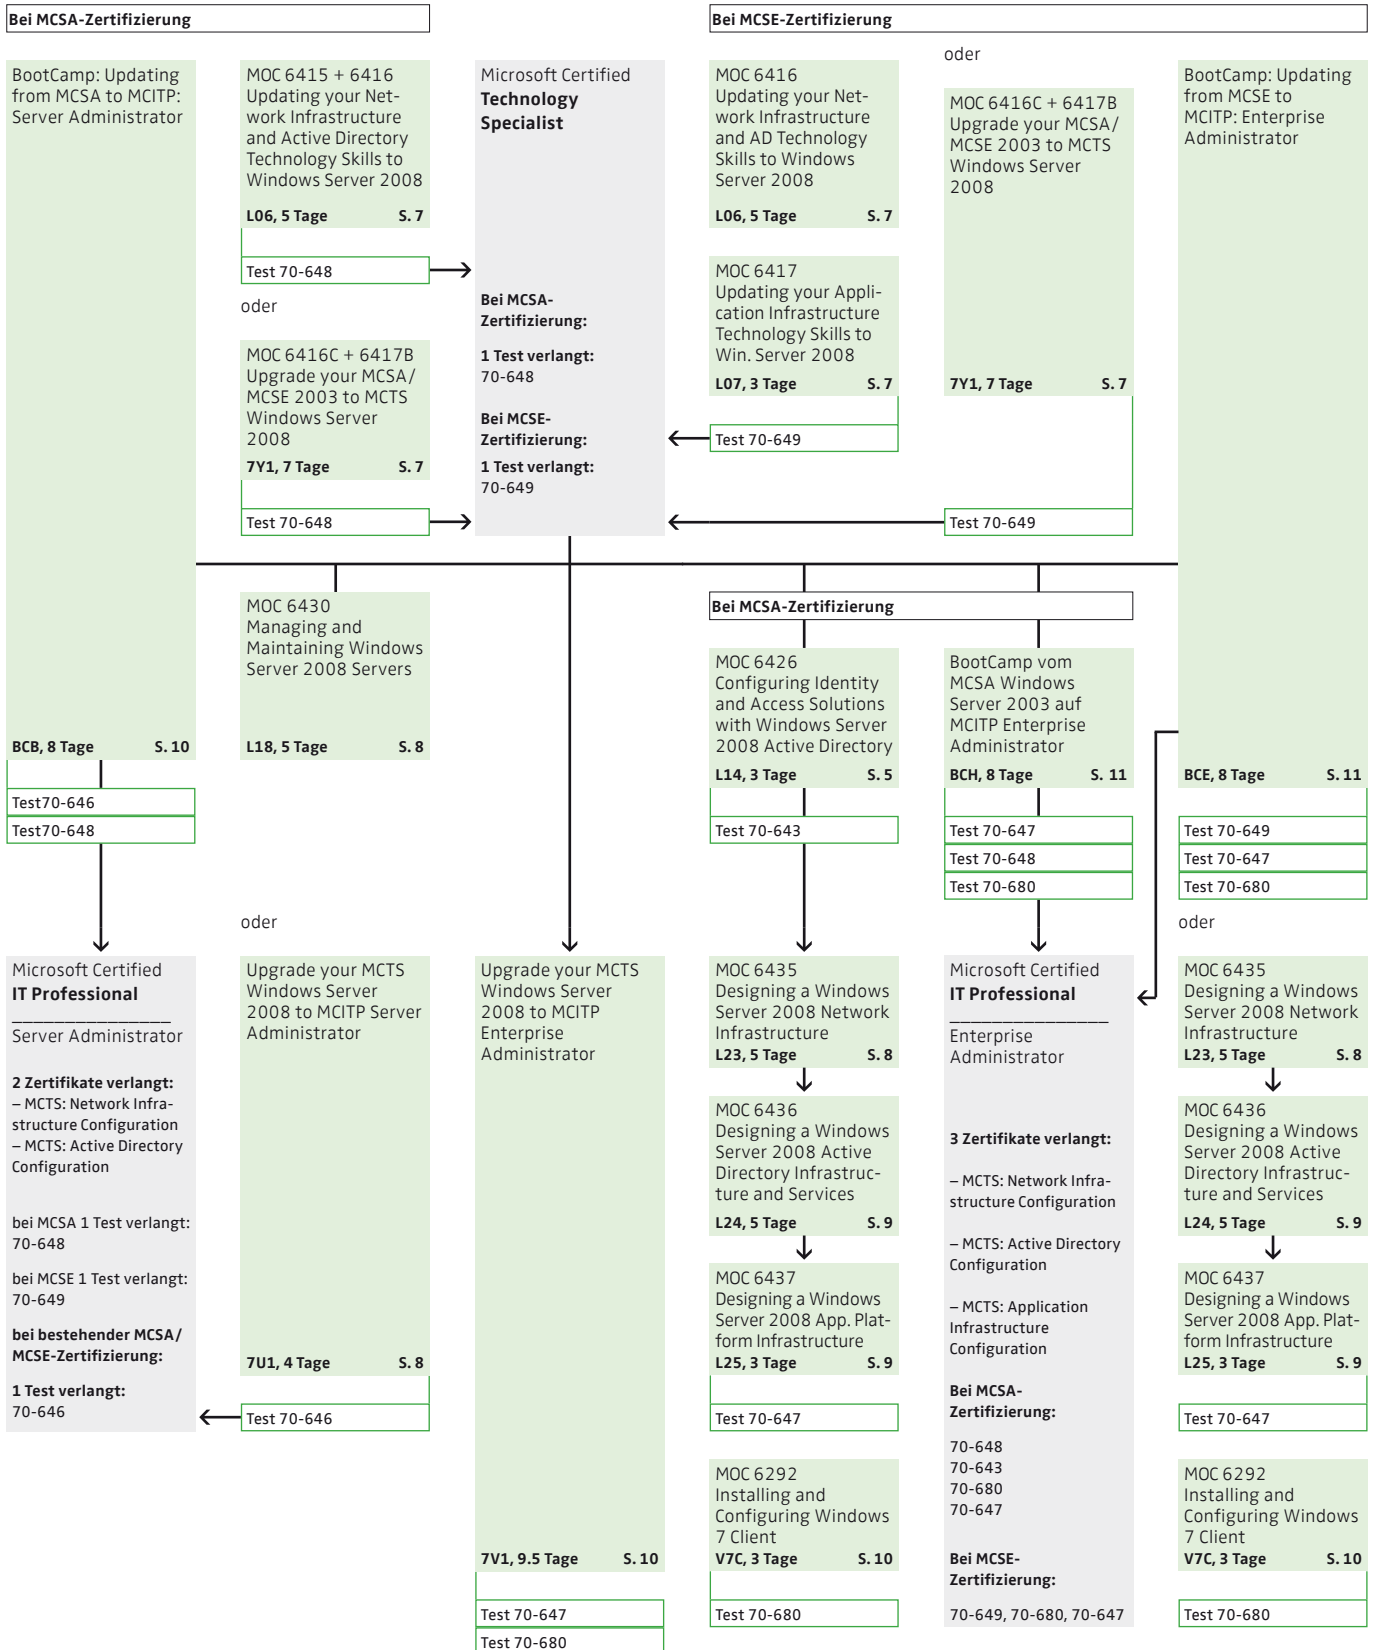 Bei MCSA-Zertifizierung
BootCamp: Updating
from MCSA to MCITP:
Server Administrator
BCB, 8 Tage S. 10
Test70-646
Test70-648
MOC 6415 + 6416
Updating your Net-
work Infrastructure
and Active Directory
Technology Skills to
Windows Server 2008
L06, 5 Tage S. 7
Test 70-648
oder
MOC 6416C + 6417B
Upgrade your MCSA/
MCSE 2003 to MCTS
Windows Server
2008
7Y1, 7 Tage S. 7
Test 70-648
Microsoft Certified
Technology
Specialist
Bei MCSA-
Zertifizierung:
1 Test verlangt:
70-648
Bei MCSE-
Zertifizierung:
1 Test verlangt:
70-649
Bei MCSE-Zertifizierung
MOC 6416
Updating your Net-
work Infrastructure
and AD Technology
Skills to Windows
Server 2008
L06, 5 Tage S. 7
MOC 6417
Updating your Appli-
cation Infrastructure
Technology Skills to
Win. Server 2008
L07, 3 Tage S. 7
Test 70-649
oder
MOC 6416C + 6417B
Upgrade your MCSA/
MCSE 2003 to MCTS
Windows Server
2008
7Y1, 7 Tage S. 7
Test 70-649
BootCamp: Updating
from MCSE to
MCITP: Enterprise
Administrator
BCE, 8 Tage S. 11
Test 70-649
Test 70-647
Test 70-680
oder
MOC 6430
Managing and
Maintaining Windows
Server 2008 Servers
L18, 5 Tage S. 8
Bei MCSA-Zertifizierung
MOC 6426
Configuring Identity
and Access Solutions
with Windows Server
2008 Active Directory
L14, 3 Tage S. 5
Test 70-643
BootCamp vom
MCSA Windows
Server 2003 auf
MCITP Enterprise
Administrator
BCH, 8 Tage S. 11
Test 70-647
Test 70-648
Test 70-680
Microsoft Certified
IT Professional
Server Administrator
2 Zertifikate verlangt:
– MCTS: Network Infra-
structure Configuration
– MCTS: Active Directory
Configuration
bei MCSA 1 Test verlangt:
70-648
bei MCSE 1 Test verlangt:
70-649
bei bestehender MCSA/
MCSE-Zertifizierung:
1 Test verlangt:
70-646
oder
Upgrade your MCTS
Windows Server
2008 to MCITP Server
Administrator
7U1, 4 Tage S. 8
Test 70-646
Upgrade your MCTS
Windows Server
2008 to MCITP
Enterprise
Administrator
7V1, 9.5 Tage S. 10
Test 70-647
Test 70-680
MOC 6435
Designing a Windows
Server 2008 Network
Infrastructure
L23, 5 Tage S. 8
MOC 6436
Designing a Windows
Server 2008 Active
Directory Infrastruc-
ture and Services
L24, 5 Tage S. 9
MOC 6437
Designing a Windows
Server 2008 App. Plat-
form Infrastructure
L25, 3 Tage S. 9
Test 70-647
MOC 6292
Installing and
Configuring Windows
7 Client
V7C, 3 Tage S. 10
Test 70-680
Microsoft Certified
IT Professional
Enterprise
Administrator
3 Zertifikate verlangt:
– MCTS: Network Infra-
structure Configuration
– MCTS: Active Directory
Configuration
– MCTS: Application
Infrastructure
Configuration
Bei MCSA-
Zertifizierung:
70-648
70-643
70-680
70-647
Bei MCSE-
Zertifizierung:
70-649, 70-680, 70-647
MOC 6435
Designing a Windows
Server 2008 Network
Infrastructure
L23, 5 Tage S. 8
MOC 6436
Designing a Windows
Server 2008 Active
Directory Infrastruc-
ture and Services
L24, 5 Tage S. 9
MOC 6437
Designing a Windows
Server 2008 App. Plat-
form Infrastructure
L25, 3 Tage S. 9
Test 70-647
MOC 6292
Installing and
Configuring Windows
7 Client
V7C, 3 Tage S. 10
Test 70-680